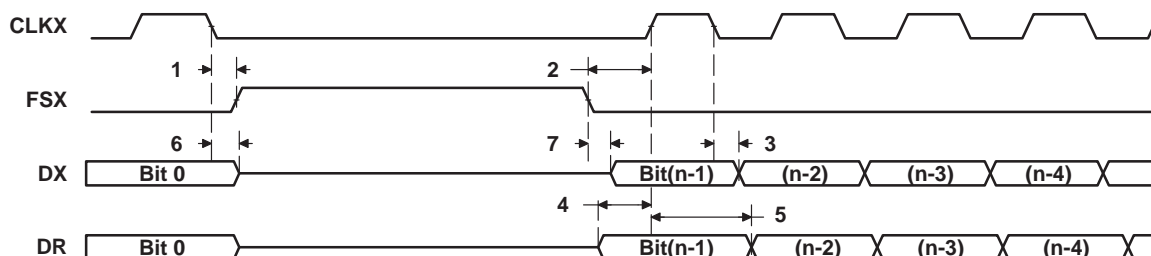 CLKX
1 2
FSX
6 7 3
DX Bit 0 Bit(n-1) (n-2) (n-3) (n-4)
4 5
DR Bit 0 Bit(n-1) (n-2) (n-3) (n-4)